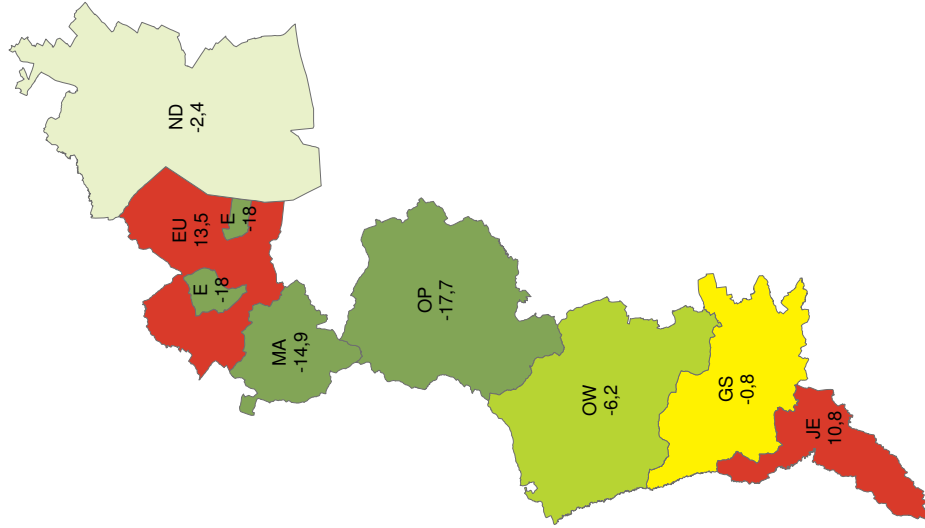 ND
-2,4
EU
13,5
E
-18
E
-18
MA
-14,9
OP
-17,7
OW
-6,2
GS
-0,8
JE
10,8